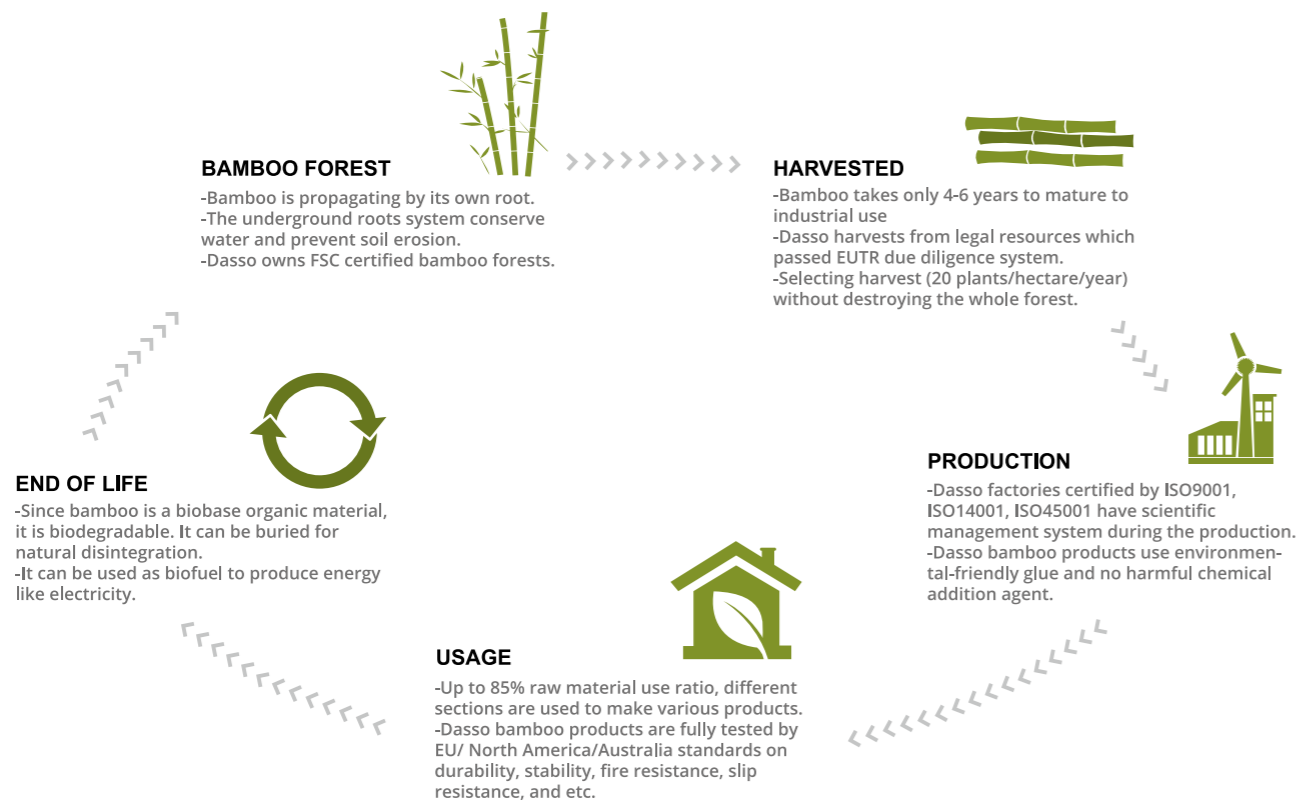 BAMBOO FOREST
-Bamboo is propagating by its own root.
-The underground roots system conserve
water and prevent soil erosion.
-Dasso owns FSC certified bamboo forests.
HARVESTED
-Bamboo takes only 4-6 years to mature to
industrial use
-Dasso harvests from legal resources which
passed EUTR due diligence system.
-Selecting harvest (20 plants/hectare/year)
without destroying the whole forest.
PRODUCTION
-Dasso factories certified by ISO9001,
ISO14001, ISO45001 have scientific
management system during the production.
-Dasso bamboo products use environmen-
tal-friendly glue and no harmful chemical
addition agent.
USAGE
-Up to 85% raw material use ratio, different
sections are used to make various products.
-Dasso bamboo products are fully tested by
EU/ North America/Australia standards on
durability, stability, fire resistance, slip
resistance, and etc.
END OF LIFE
-Since bamboo is a biobase organic material,
it is biodegradable. It can be buried for
natural disintegration.
-It can be used as biofuel to produce energy
like electricity.